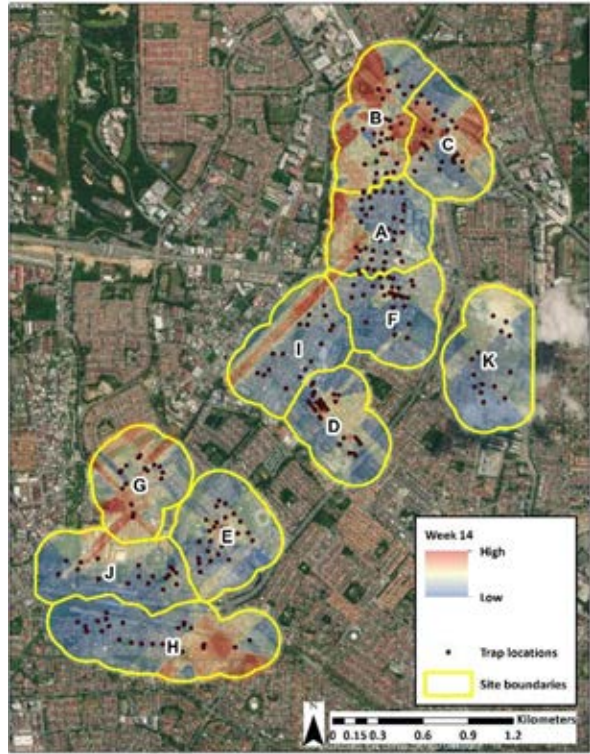 B
C
A
F
I
K
D
G
E
J
H
Week 14
High
Low
Trap locations
Site boundaries
N
Kilometers
0 0.15 0.3 0.6 0.9 1.2